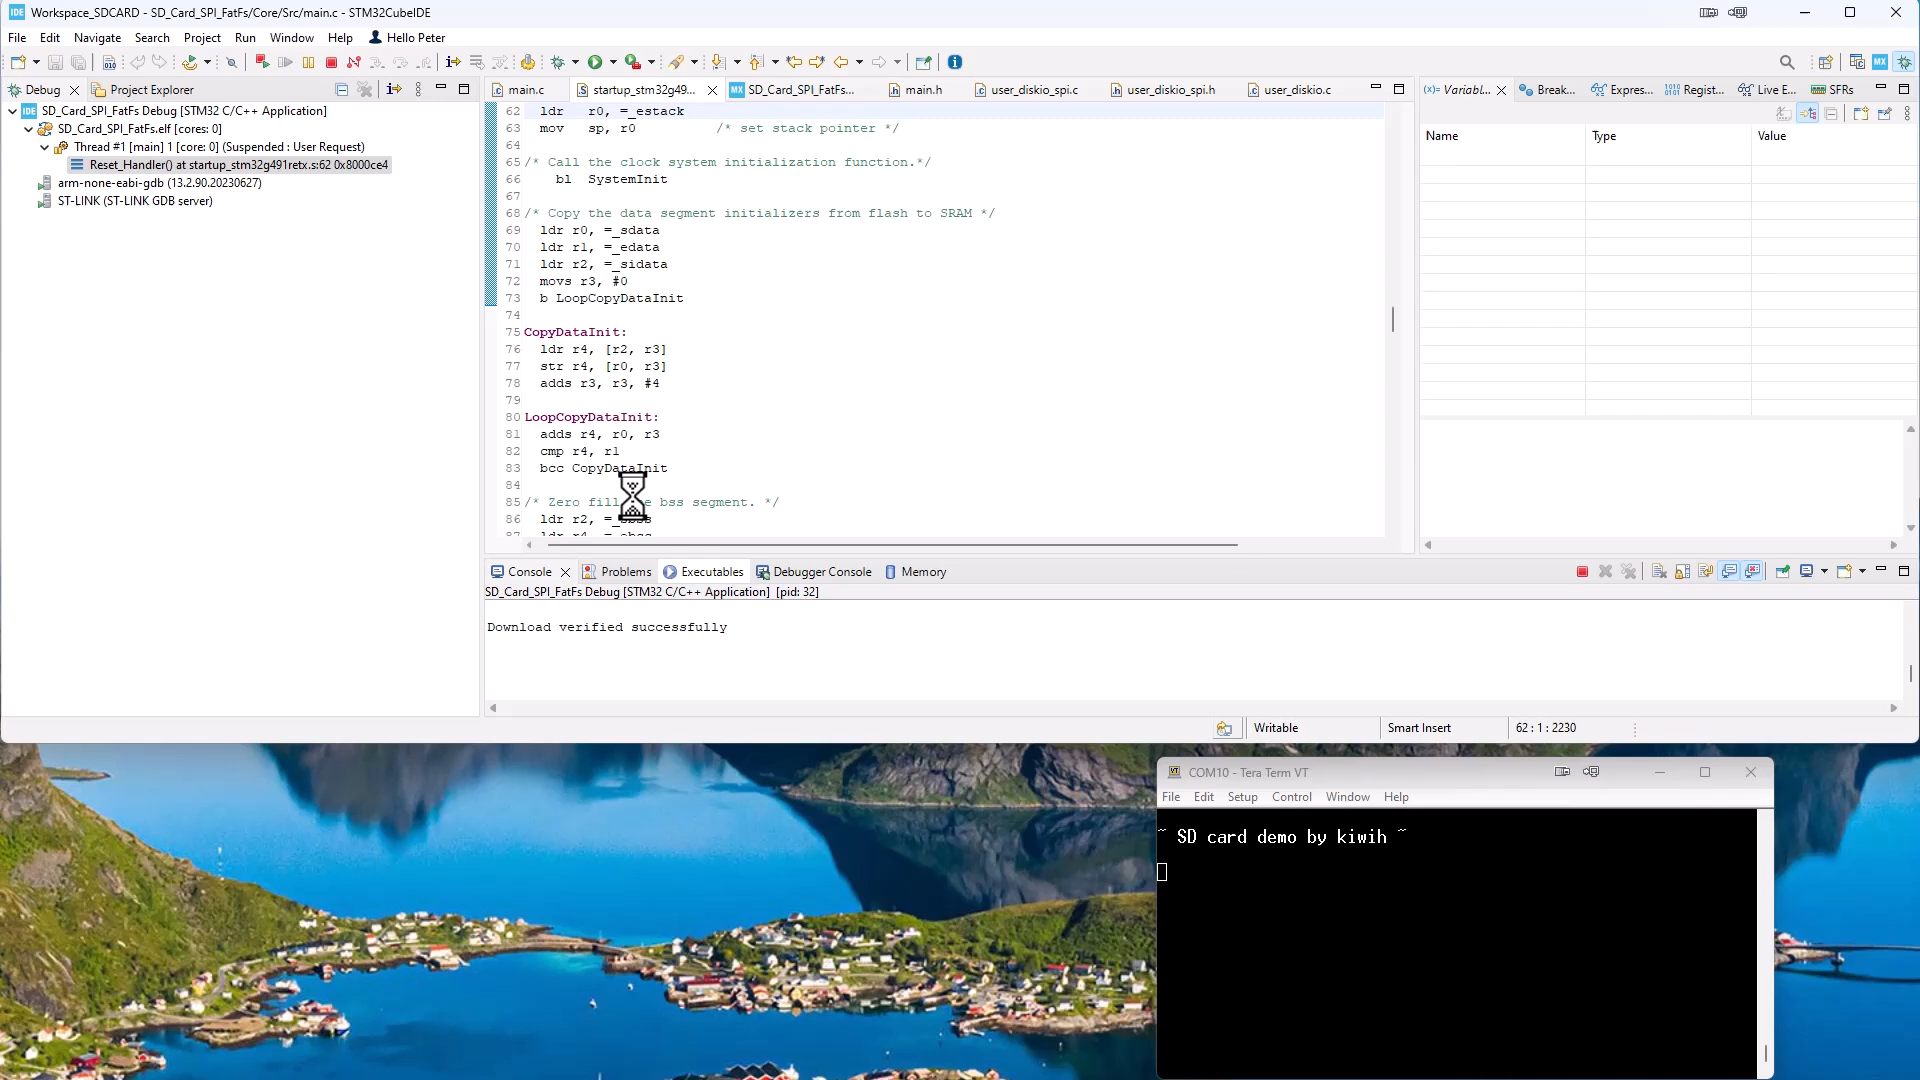 Workspace_SDCARD - SD_Card_SPI_FatFs/Core/Src/main.c - STM32CubeIDE
File Edit Navigate Search Project Run Window Help Hello Peter
Debug Project Explorer
SD_Card_SPI_FatFs Debug [STM32 C/C++ Application]
SD_Card_SPI_FatFs.elf [cores: 0]
Thread #1 [main] 1 [core: 0] (Suspended : User Request)
Reset_Handler() at startup_stm32g491retx.s:62 0x8000ce4
arm-none-eabi-gdb (13.2.90.20230627)
ST-LINK (ST-LINK GDB server)
main.c startup_stm32g49... SD_Card_SPI_FatFs... main.h user_diskio_spi.c user_diskio_spi.h user_diskio.c
62 ldr r0, =_estack
63 mov sp, r0 /* set stack pointer */
64
65 /* Call the clock system initialization function.*/
66 bl SystemInit
67
68 /* Copy the data segment initializers from flash to SRAM */
69 ldr r0, =_sdata
70 ldr r1, =_edata
71 ldr r2, =_sidata
72 movs r3, #0
73 b LoopCopyDataInit
74
75 CopyDataInit:
76 ldr r4, [r2, r3]
77 str r4, [r0, r3]
78 adds r3, r3, #4
79
80 LoopCopyDataInit:
81 adds r4, r0, r3
82 cmp r4, r1
83 bcc CopyDataInit
84
85 /* Zero fill bss segment. */
86 ldr r2,
87 ldr r4,
(x)= Variabl... Break... Expres... Regist... Live E... SFRs
Name Type Value
Console Problems Executables Debugger Console Memory
SD_Card_SPI_FatFs Debug [STM32 C/C++ Application] [pid: 32]
Download verified successfully
Writable Smart Insert 62 : 1 : 2230
COM10 - Tera Term VT
File Edit Setup Control Window Help
~ SD card demo by kiwih ~